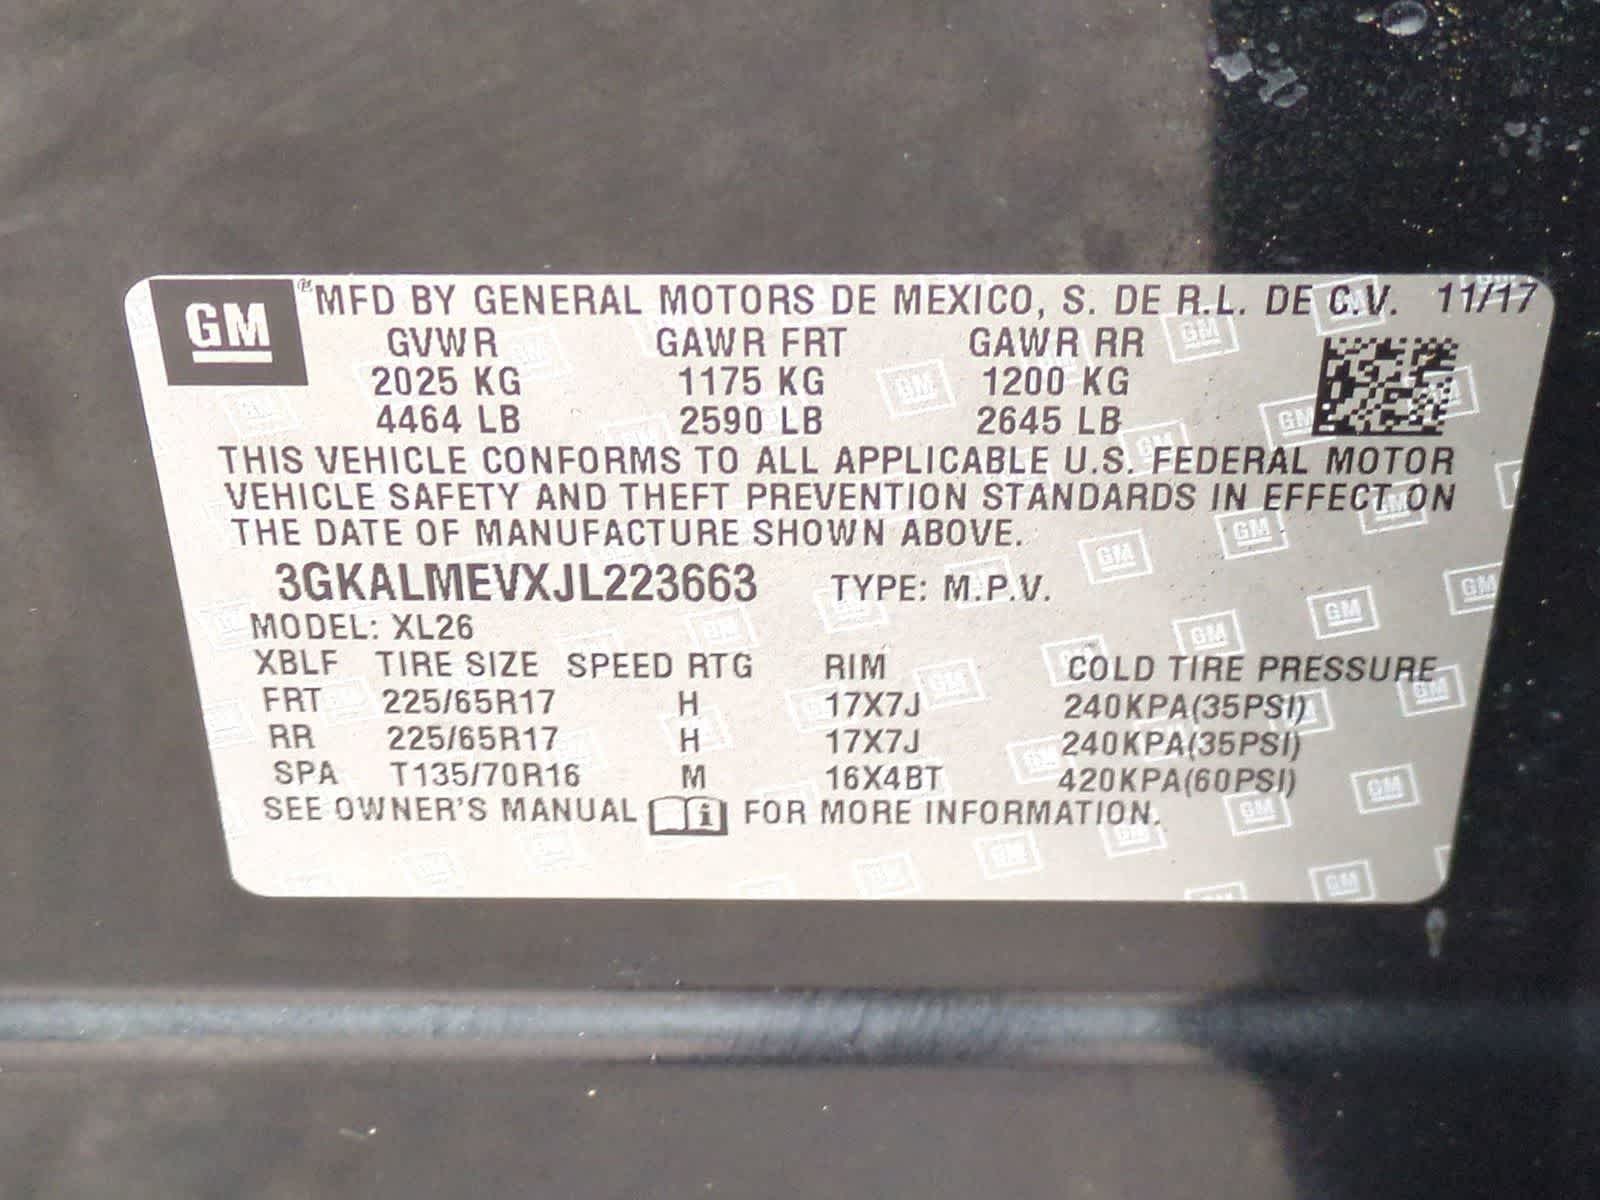 GM ® MFD BY GENERAL MOTORS DE MEXICO, S. DE R.L. DE C.V. 11/17
GVWR GAWR FRT GAWR RR
2025 KG 1175 KG 1200 KG
4464 LB 2590 LB 2645 LB
THIS VEHICLE CONFORMS TO ALL APPLICABLE U.S. FEDERAL MOTOR
VEHICLE SAFETY AND THEFT PREVENTION STANDARDS IN EFFECT ON
THE DATE OF MANUFACTURE SHOWN ABOVE.
3GKALMEVXJL223663 TYPE: M.P.V.
MODEL: XL26
XBLF TIRE SIZE SPEED RTG RIM COLD TIRE PRESSURE
FRT 225/65R17 H 17X7J 240KPA(35PSI)
RR 225/65R17 H 17X7J 240KPA(35PSI)
SPA T135/70R16 M 16X4BT 420KPA(60PSI)
SEE OWNER'S MANUAL i FOR MORE INFORMATION.